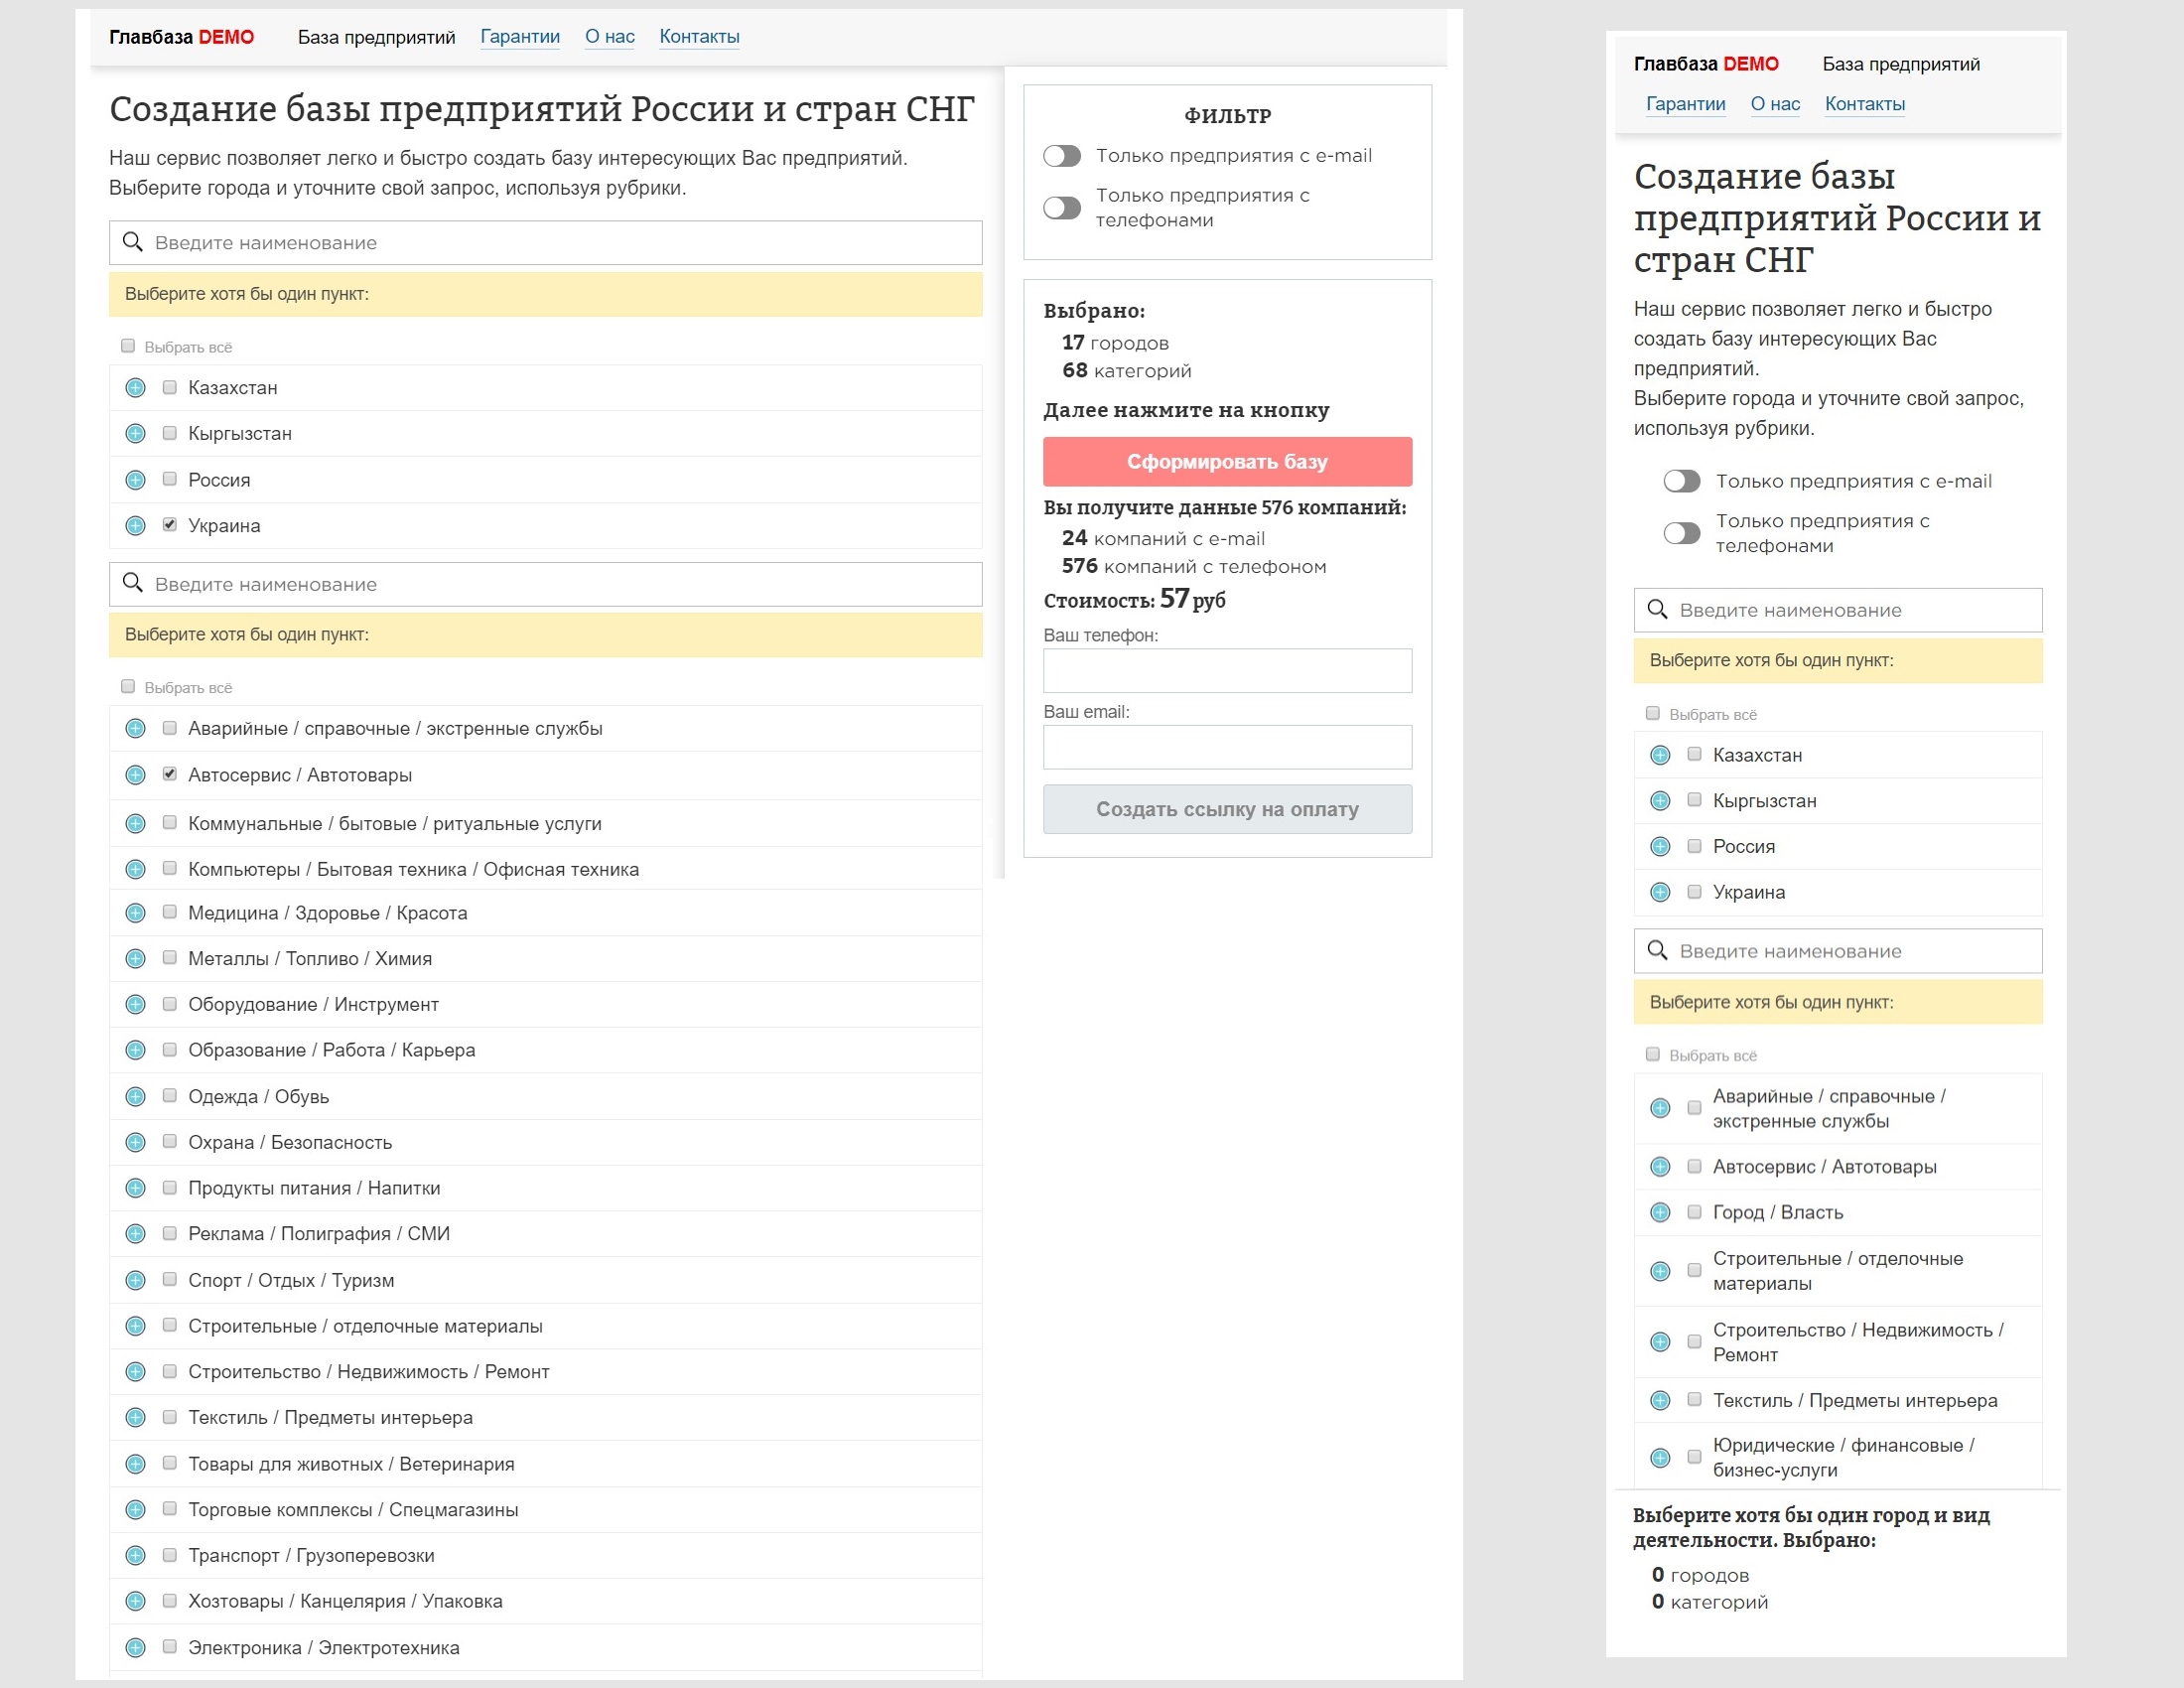 Главбаза DEMO База предприятий Гарантии О нас Контакты
Создание базы предприятий России и стран СНГ
Наш сервис позволяет легко и быстро создать базу интересующих Вас предприятий.
Выберите города и уточните свой запрос, используя рубрики.
Введите наименование
Выберите хотя бы один пункт:
Выбрать всё
Казахстан
Кыргызстан
Россия
Украина
Введите наименование
Выберите хотя бы один пункт:
Выбрать всё
Аварийные / справочные / экстренные службы
Автосервис / Автотовары
Коммунальные / бытовые / ритуальные услуги
Компьютеры / Бытовая техника / Офисная техника
Медицина / Здоровье / Красота
Металлы / Топливо / Химия
Оборудование / Инструмент
Образование / Работа / Карьера
Одежда / Обувь
Охрана / Безопасность
Продукты питания / Напитки
Реклама / Полиграфия / СМИ
Спорт / Отдых / Туризм
Строительные / отделочные материалы
Строительство / Недвижимость / Ремонт
Текстиль / Предметы интерьера
Товары для животных / Ветеринария
Торговые комплексы / Спецмагазины
Транспорт / Грузоперевозки
Хозтовары / Канцелярия / Упаковка
Электроника / Электротехника
ФИЛЬТР
Только предприятия с e-mail
Только предприятия с
телефонами
Выбрано:
17 городов
68 категорий
Далее нажмите на кнопку
Сформировать базу
Вы получите данные 576 компаний:
24 компаний с e-mail
576 компаний с телефоном
Стоимость: 57 руб
Ваш телефон:
Ваш email:
Создать ссылку на оплату
Главбаза DEMO База предприятий
Гарантии О нас Контакты
Создание базы
предприятий России и
стран СНГ
Наш сервис позволяет легко и быстро
создать базу интересующих Вас
предприятий.
Выберите города и уточните свой запрос,
используя рубрики.
Только предприятия с e-mail
Только предприятия с
телефонами
Введите наименование
Выберите хотя бы один пункт:
Выбрать всё
Казахстан
Кыргызстан
Россия
Украина
Введите наименование
Выберите хотя бы один пункт:
Выбрать всё
Аварийные / справочные /
экстренные службы
Автосервис / Автотовары
Город / Власть
Строительные / отделочные
материалы
Строительство / Недвижимость /
Ремонт
Текстиль / Предметы интерьера
Юридические / финансовые /
бизнес-услуги
Выберите хотя бы один город и вид
деятельности. Выбрано:
0 городов
0 категорий